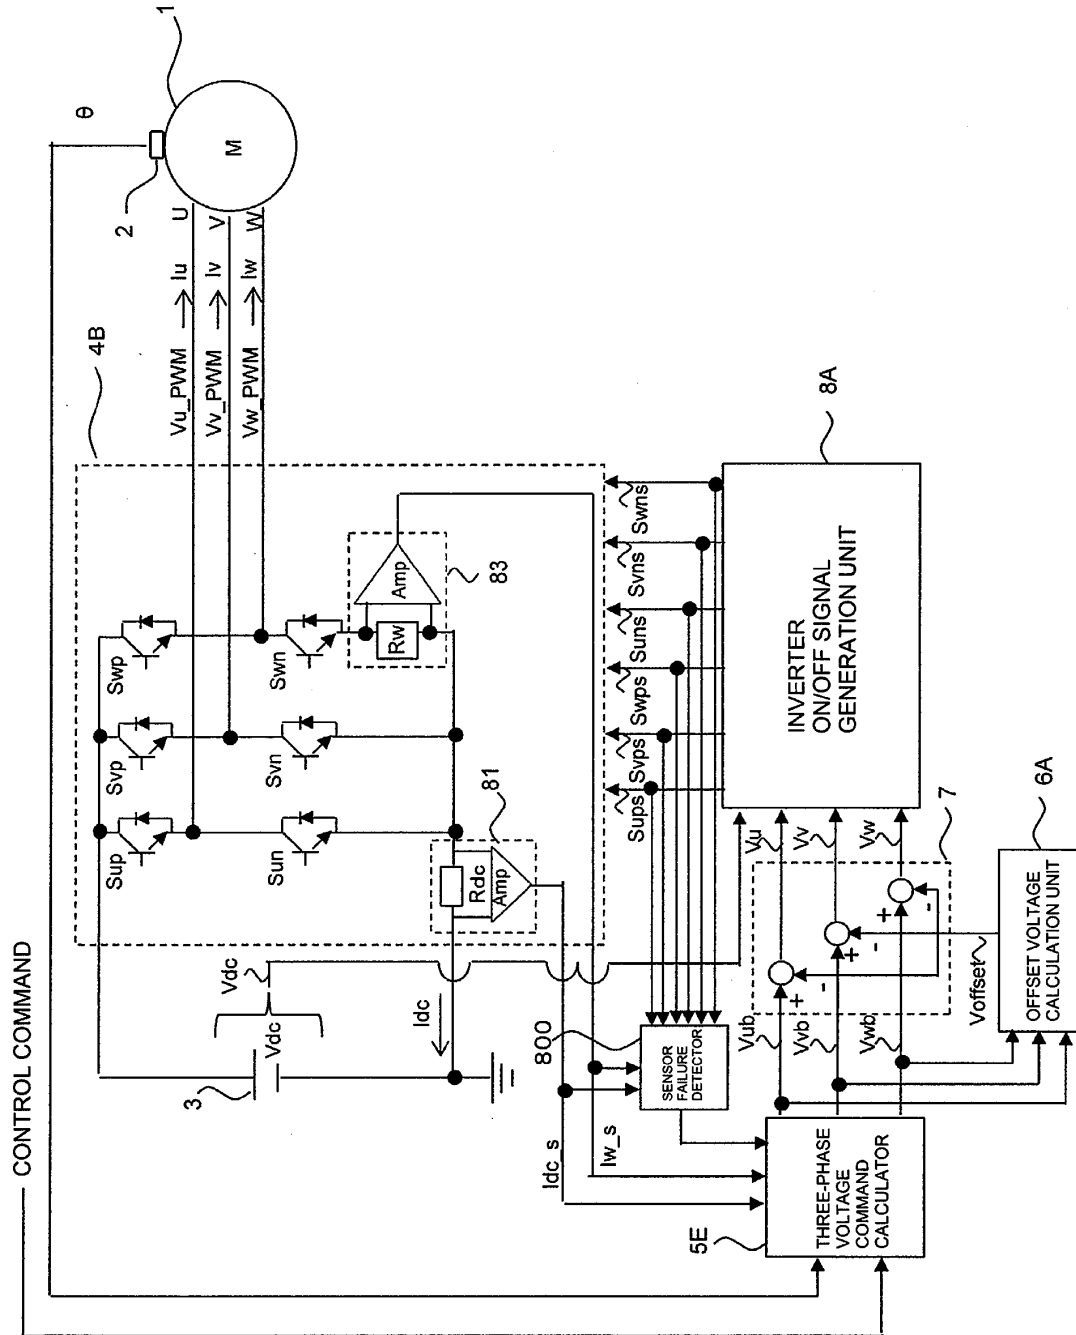 CONTROL COMMAND
θ
1
2
M
U
V
W
Vu_PWM
Iu
Vv_PWM
Iv
Vw_PWM
Iw
4B
Sup
Svp
Swp
Sun
Svn
Swn
Rw
Amp
83
Rdc
Amp
81
3
Vdc
Vdc
Idc
Idc_s
Iw_s
800
SENSOR
FAILURE
DETECTOR
Sups
Svps
Swps
Suns
Svns
Swns
INVERTER
ON/OFF SIGNAL
GENERATION UNIT
8A
Vu
Vv
Vw
7
+
-
+
-
+
-
Vub
Vvb
Vwb
Voffset
OFFSET VOLTAGE
CALCULATION UNIT
6A
THREE-PHASE
VOLTAGE
COMMAND
CALCULATOR
5E